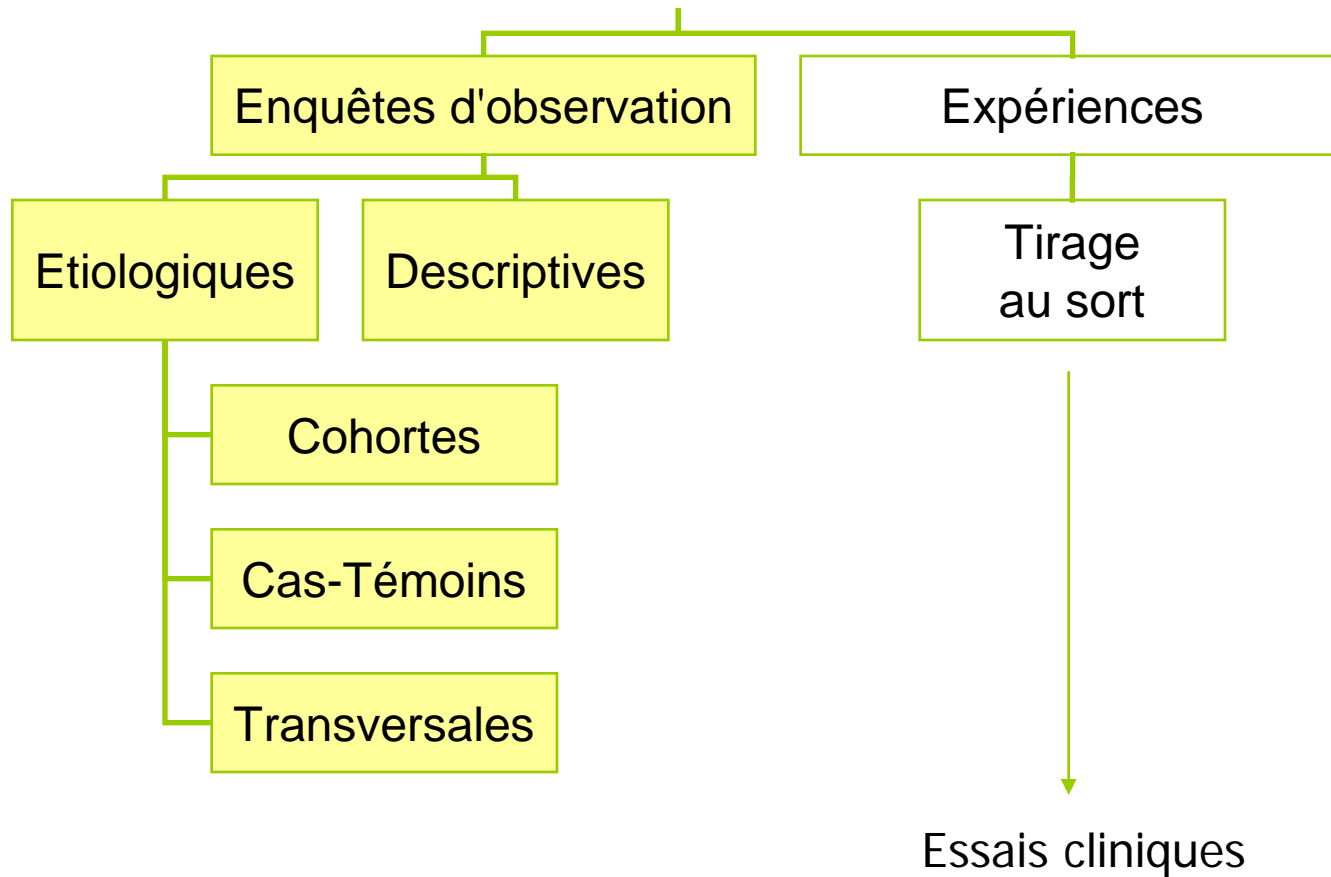 Enquêtes d'observation
Expériences
Etiologiques
Descriptives
Tirage
au sort
Cohortes
Cas-Témoins
Transversales
Essais cliniques